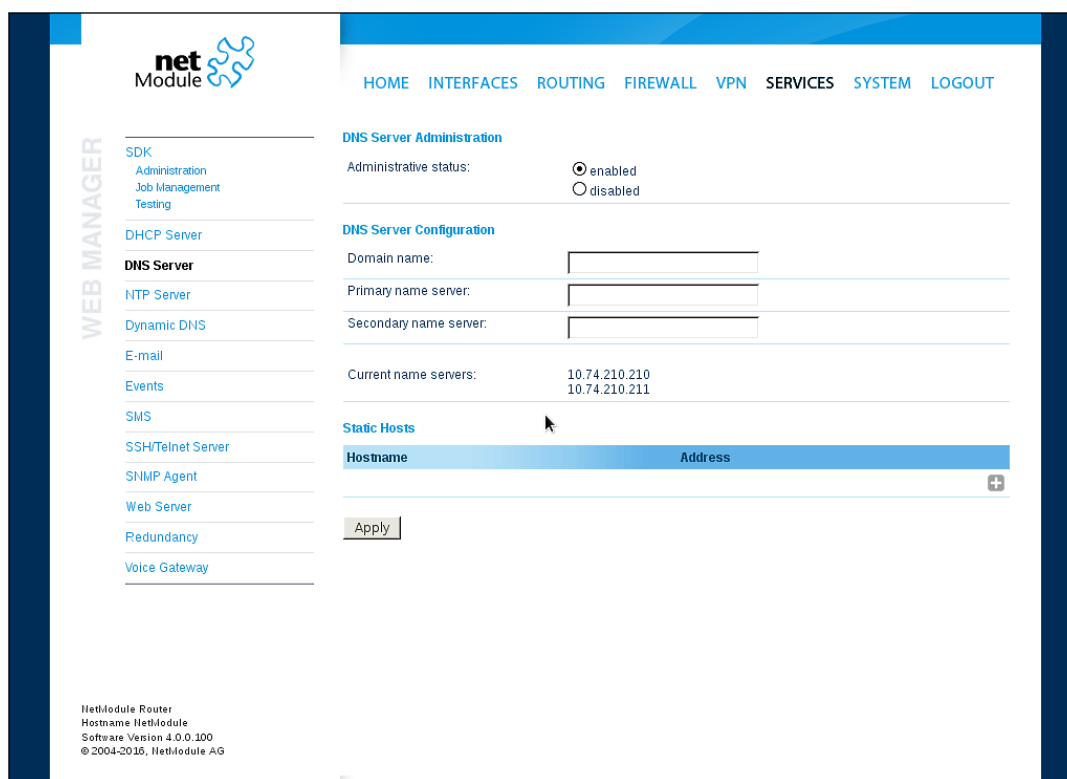 net
Module
HOME INTERFACES ROUTING FIREWALL VPN SERVICES SYSTEM LOGOUT
WEB MANAGER
SDK
Administration
Job Management
Testing
DHCP Server
DNS Server
NTP Server
Dynamic DNS
E-mail
Events
SMS
SSH/Telnet Server
SNMP Agent
Web Server
Redundancy
Voice Gateway
DNS Server Administration
Administrative status:
enabled
disabled
DNS Server Configuration
Domain name:
Primary name server:
Secondary name server:
Current name servers: 10.74.210.210
10.74.210.211
Static Hosts
Hostname Address
Apply
NetModule Router
Hostname NetModule
Software Version 4.0.0.100
© 2004-2016, NetModule AG